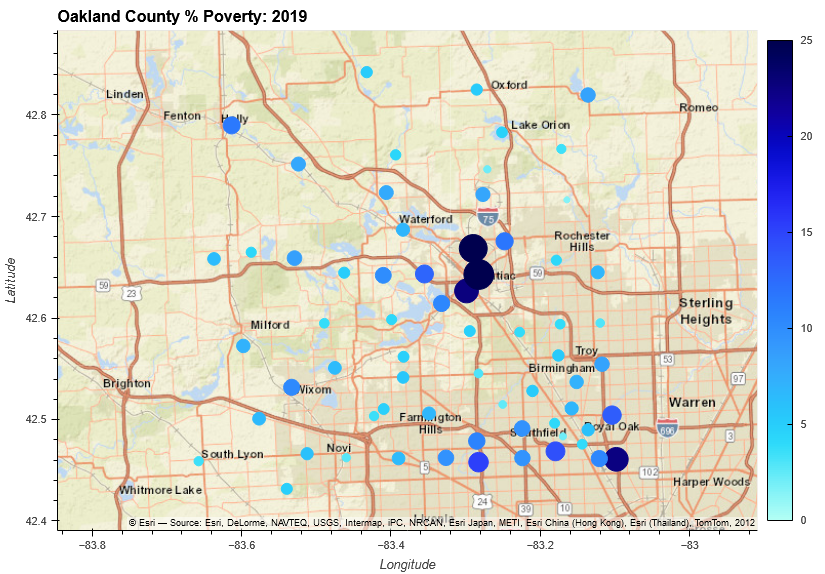 Oakland County % Poverty: 2019
25
Linden
Oxford
Fenton
Holly
Romeo
42.8
Lake Orion
20
42.7
Waterford
75
Rochester
Hills
15
Latitude
59
23
59
Sterling
Heights
42.6
Milford
10
Troy
53
Birmingham
97
Brighton
Wixom
Warren
42.5
Farmington
Hills
Southfield
Royal Oak
696
3
5
South Lyon
Novi
5
102
Harper Woods
Whitmore Lake
24
39
10
42.4
© Esri — Source: Esri, DeLorme, NAVTEQ, USGS, Intermap, iPC, NRCAN, Esri Japan, METI, Esri China (Hong Kong), Esri (Thailand), TomTom, 2012
0
−83.8
−83.6
−83.4
−83.2
−83
Longitude